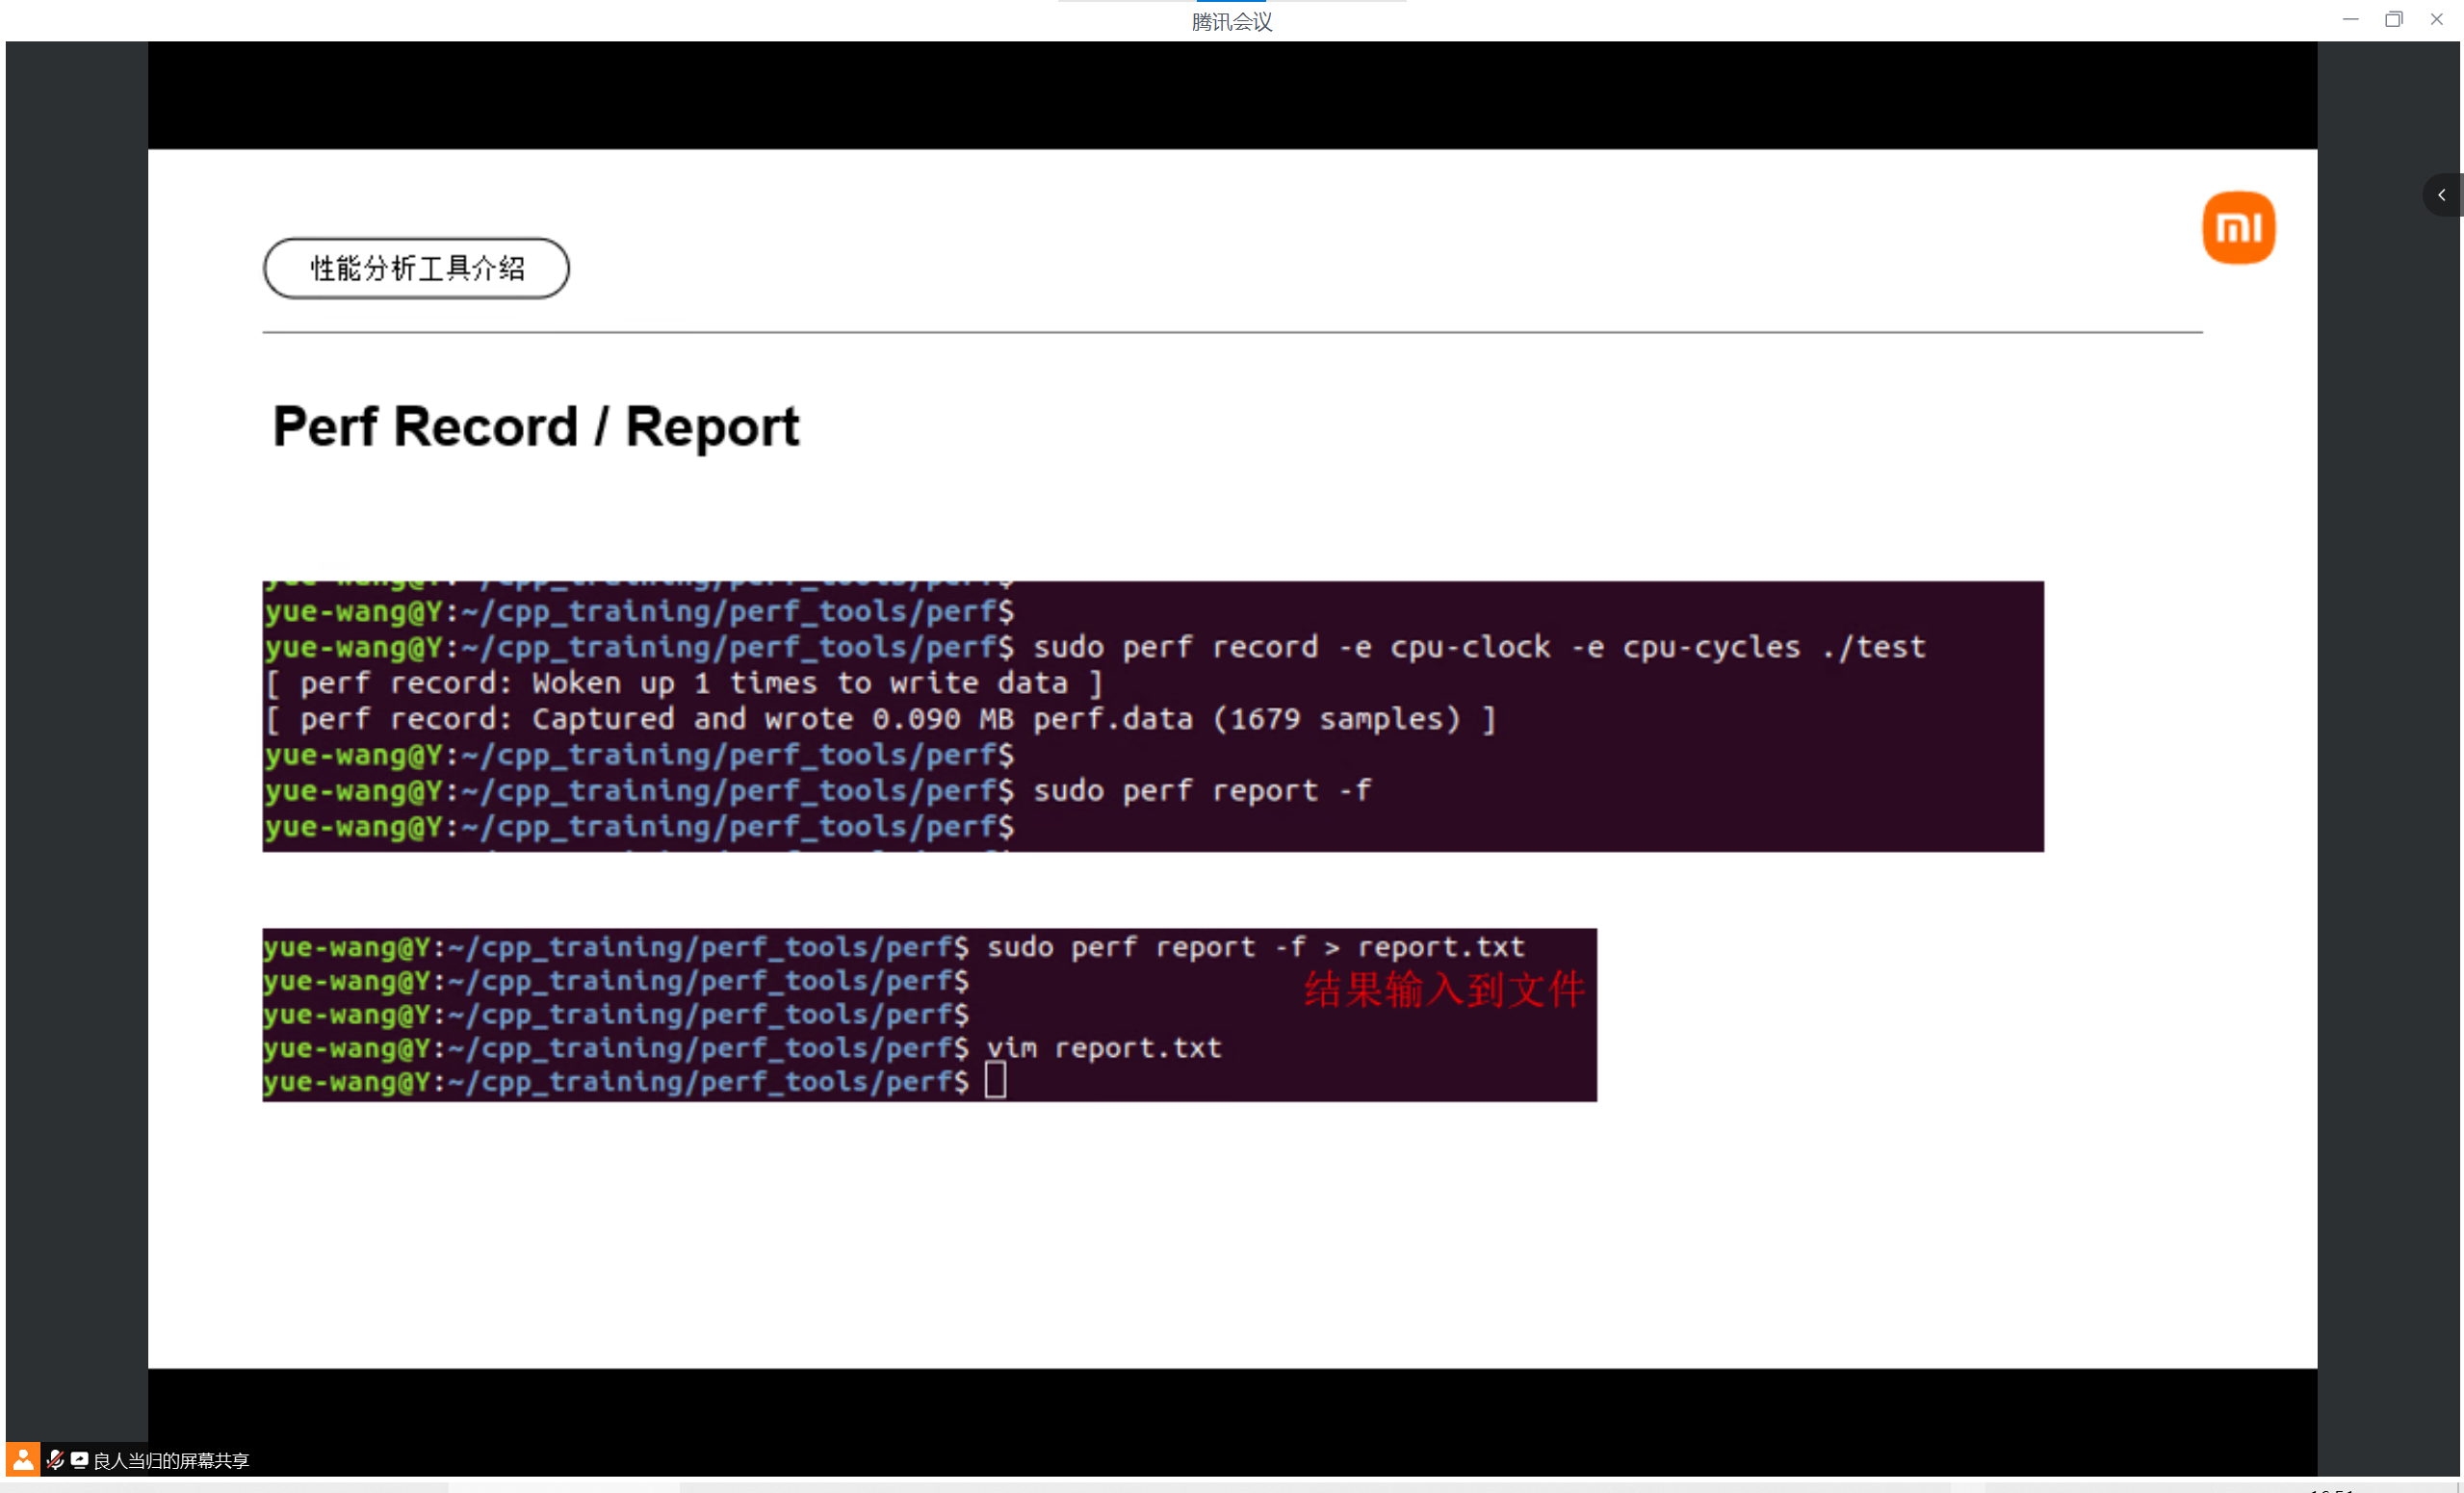 腾讯会议
性能分析工具介绍
Perf Record / Report
yue-wang@Y:~/cpp_training/perf_tools/perf$
yue-wang@Y:~/cpp_training/perf_tools/perf$
yue-wang@Y:~/cpp_training/perf_tools/perf$ sudo perf record -e cpu-clock -e cpu-cycles ./test
[ perf record: Woken up 1 times to write data ]
[ perf record: Captured and wrote 0.090 MB perf.data (1679 samples) ]
yue-wang@Y:~/cpp_training/perf_tools/perf$
yue-wang@Y:~/cpp_training/perf_tools/perf$ sudo perf report -f
yue-wang@Y:~/cpp_training/perf_tools/perf$
yue-wang@Y:~/cpp_training/perf_tools/perf$ sudo perf report -f > report.txt
yue-wang@Y:~/cpp_training/perf_tools/perf$
结果输入到文件
yue-wang@Y:~/cpp_training/perf_tools/perf$
yue-wang@Y:~/cpp_training/perf_tools/perf$ vim report.txt
yue-wang@Y:~/cpp_training/perf_tools/perf$
良人当归的屏幕共享